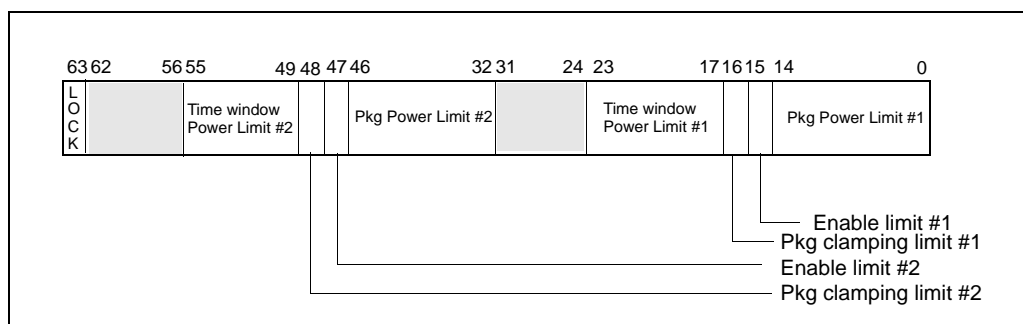 63 62 56 55 49 48 47 46 32 31 24 23 17 16 15 14 0
L
O
C
K
Time window
Power Limit #2
Pkg Power Limit #2
Time window
Power Limit #1
Pkg Power Limit #1
Enable limit #1
Pkg clamping limit #1
Enable limit #2
Pkg clamping limit #2